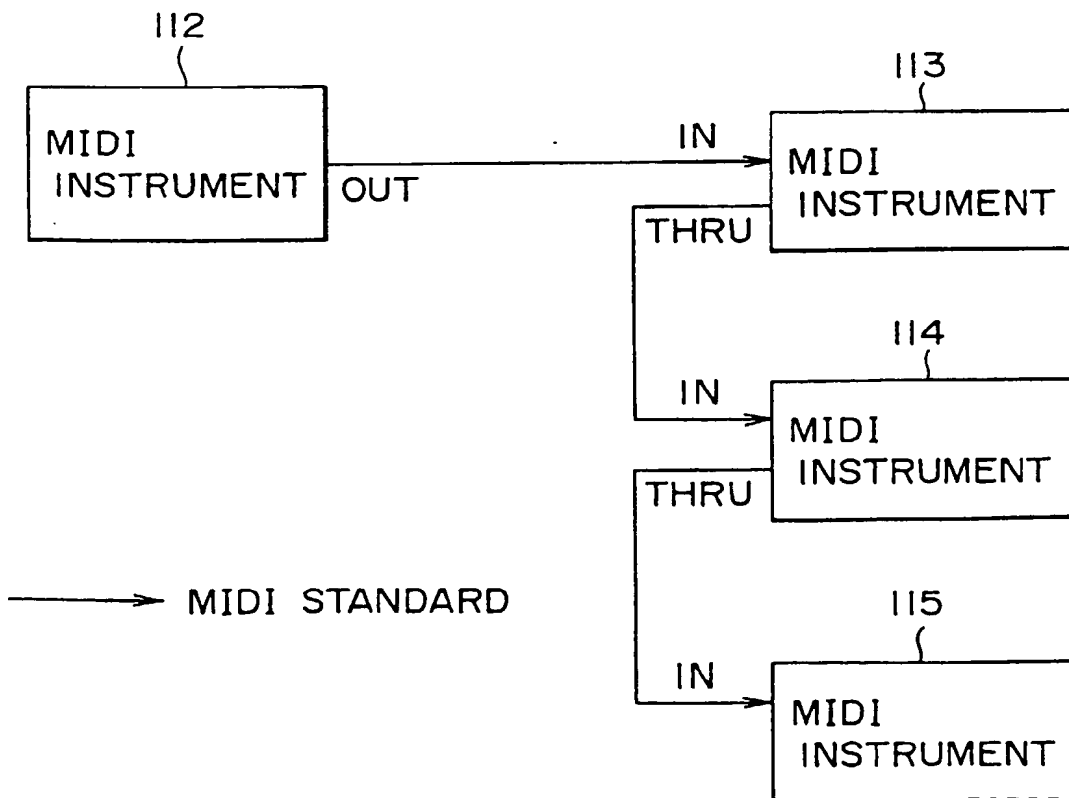 112
MIDI
INSTRUMENT
OUT
113
IN
MIDI
INSTRUMENT
THRU
114
IN
MIDI
INSTRUMENT
THRU
MIDI STANDARD
115
IN
MIDI
INSTRUMENT